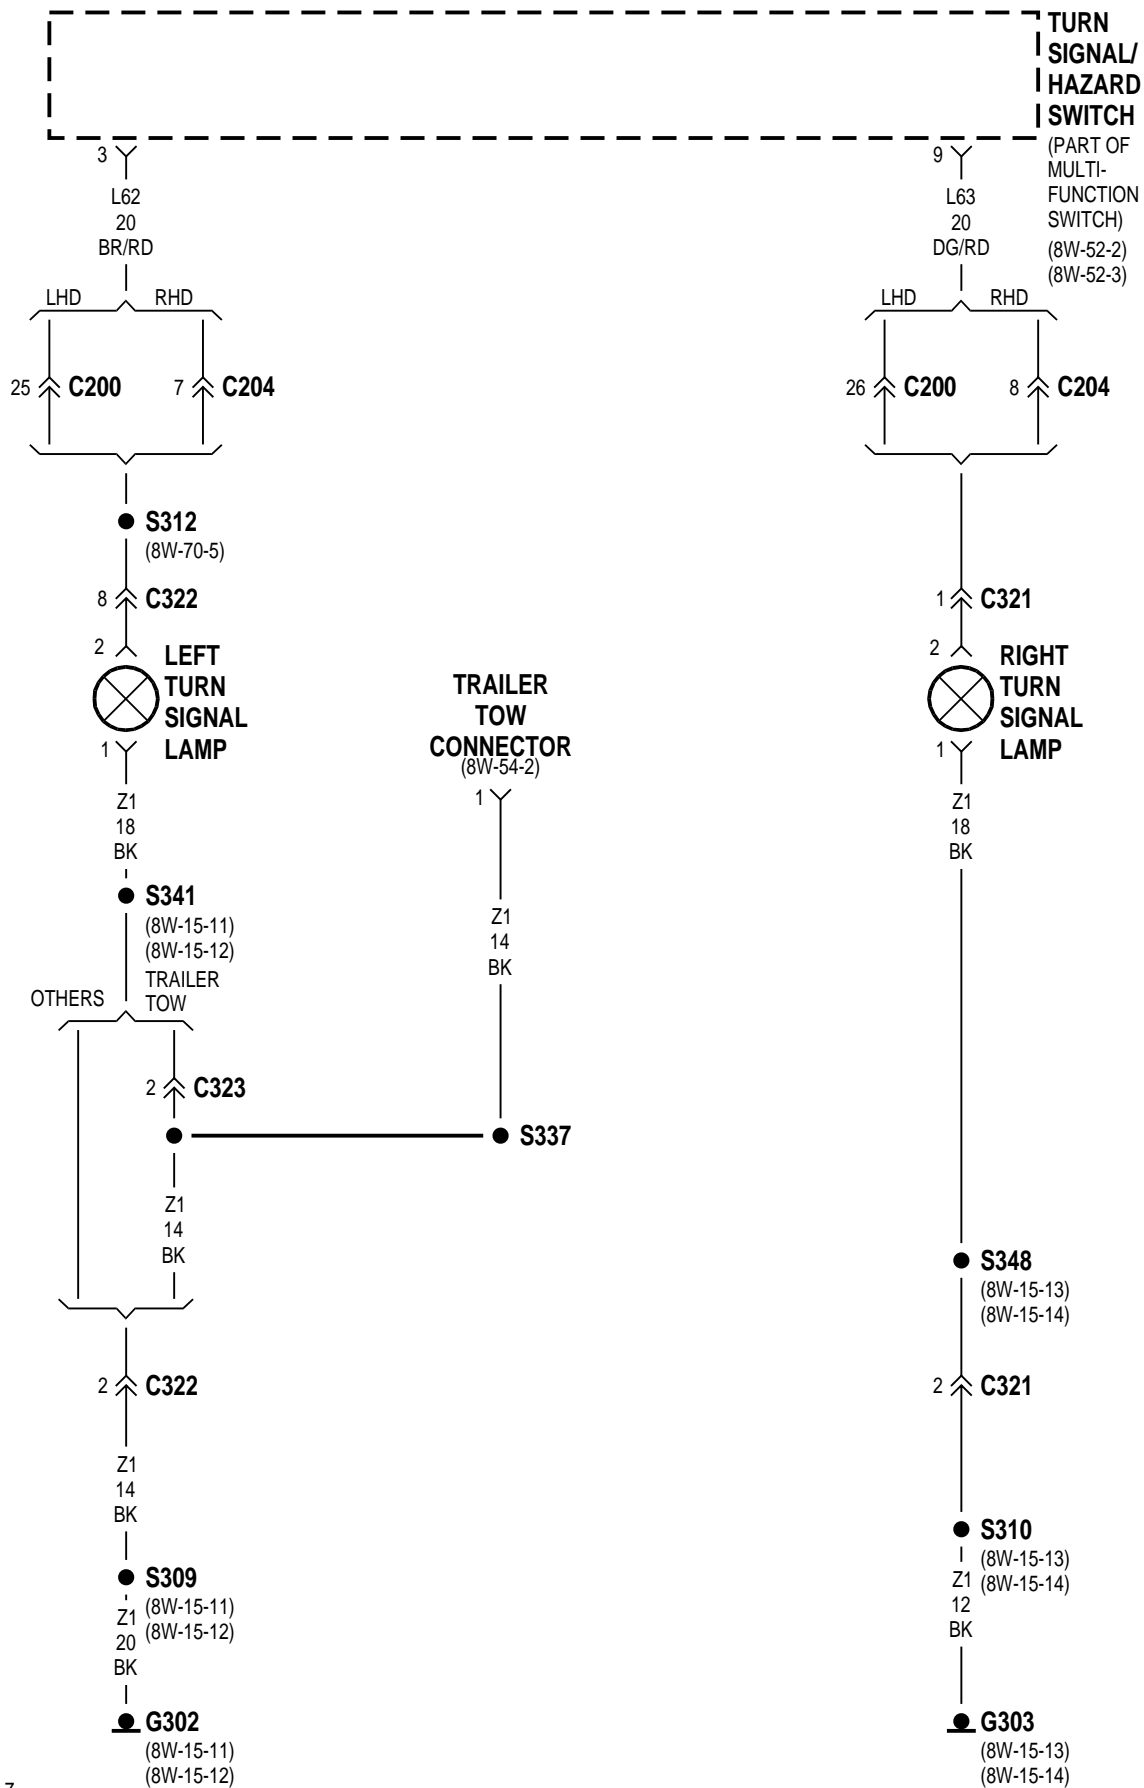 TURN
SIGNAL/
HAZARD
SWITCH
(PART OF
MULTI-
FUNCTION
SWITCH)
(8W-52-2)
(8W-52-3)
3
L62
20
BR/RD
LHD
RHD
25
C200
7
C204
S312
(8W-70-5)
8
C322
2
LEFT
TURN
SIGNAL
LAMP
1
Z1
18
BK
S341
(8W-15-11)
(8W-15-12)
OTHERS
TRAILER
TOW
2
C323
Z1
14
BK
2
C322
Z1
14
BK
S309
(8W-15-11)
(8W-15-12)
Z1
20
BK
G302
(8W-15-11)
(8W-15-12)
TRAILER
TOW
CONNECTOR
(8W-54-2)
1
Z1
14
BK
S337
9
L63
20
DG/RD
LHD
RHD
26
C200
8
C204
1
C321
2
RIGHT
TURN
SIGNAL
LAMP
1
Z1
18
BK
S348
(8W-15-13)
(8W-15-14)
2
C321
S310
(8W-15-13)
(8W-15-14)
Z1
12
BK
G303
(8W-15-13)
(8W-15-14)